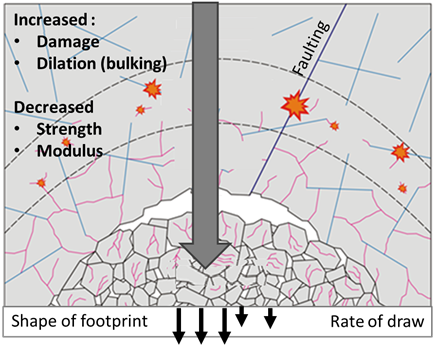 Increased :
• Damage
• Dilation (bulking)
Faulting
Decreased
• Strength
• Modulus
Shape of footprint
Rate of draw